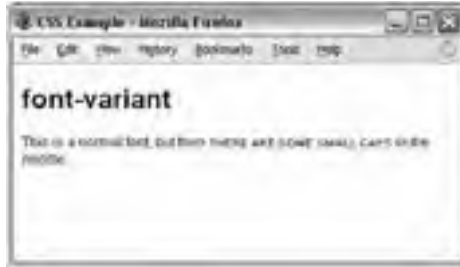 CSS Example - Mozilla Firefox
File Edit View History Bookmarks Tools Help
font-variant
This is a normal font, but then THERE ARE SOME SMALL CAPS in the
middle.